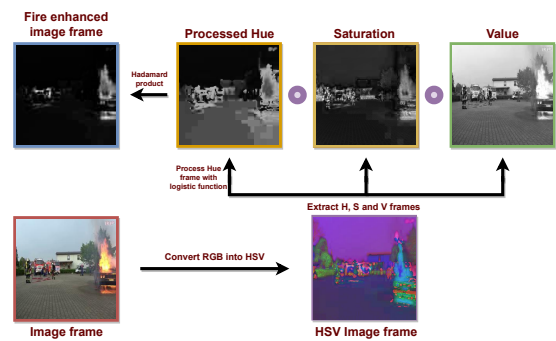 Fire enhanced
image frame
Processed Hue
Saturation
Value
Hadamard
product
Process Hue
frame with
logistic function
Extract H, S and V frames
Convert RGB into HSV
Image frame
HSV Image frame